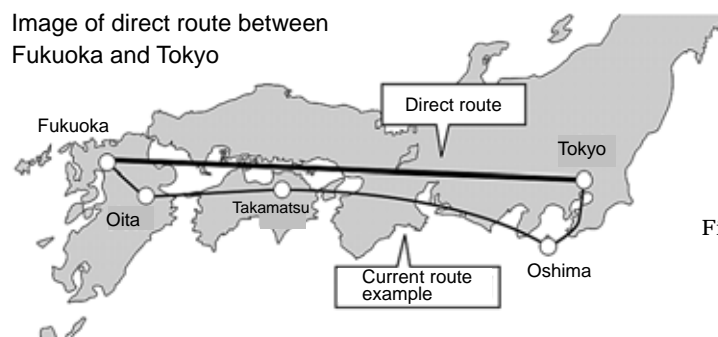 Image of direct route between
Fukuoka and Tokyo
Direct route
Fukuoka
Tokyo
Oita
Takamatsu
Oshima
Current route
example